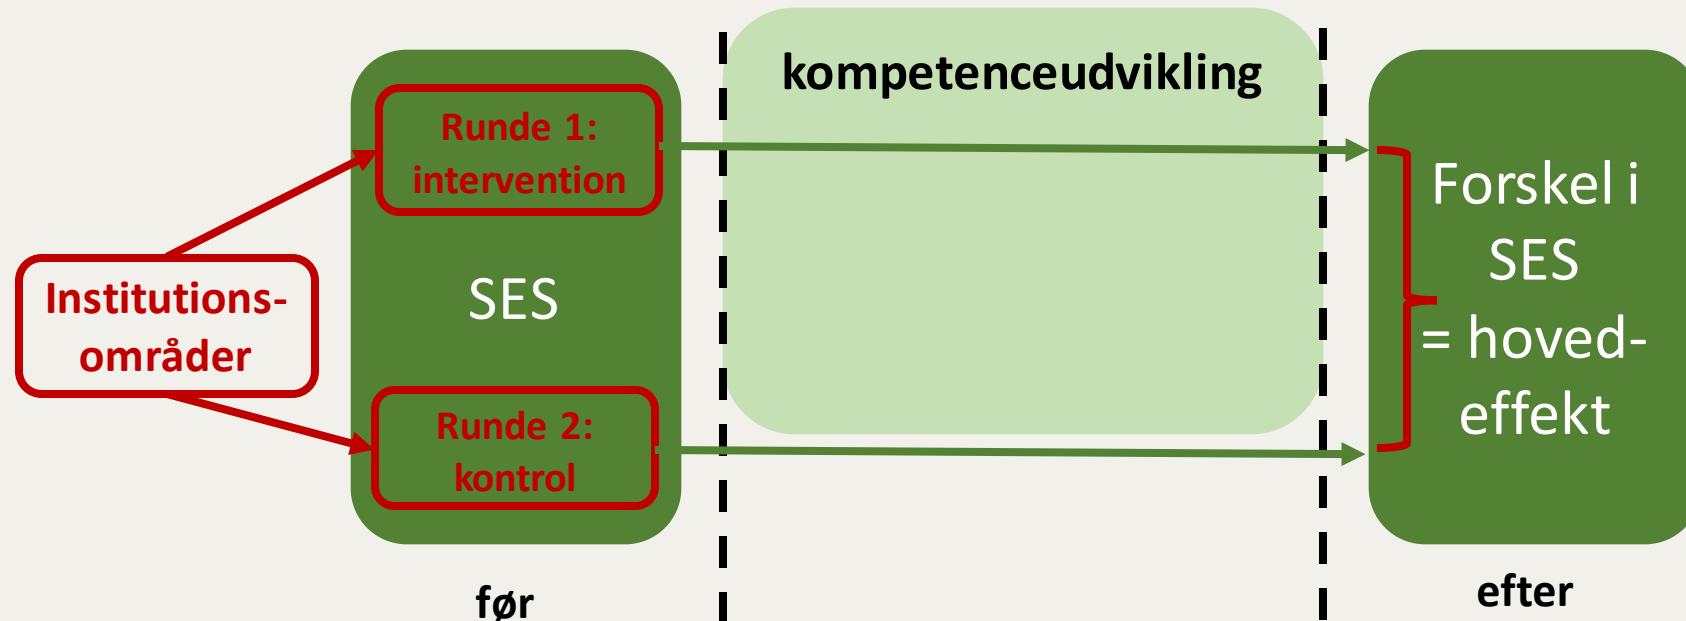 Institutions-
områder
Runde 1:
intervention
SES
Runde 2:
kontrol
før
kompetenceudvikling
Forskel i
SES
= hoved-
effekt
efter